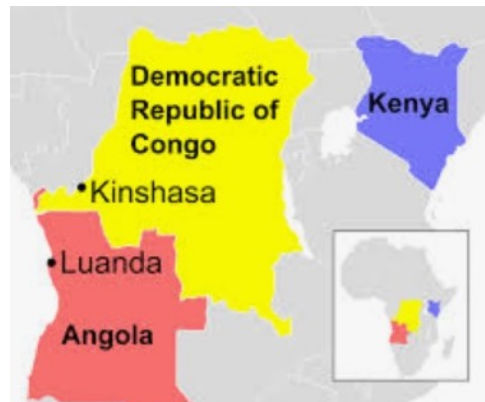 Democratic
Republic of
Congo
Kenya
Kinshasa
Luanda
Angola